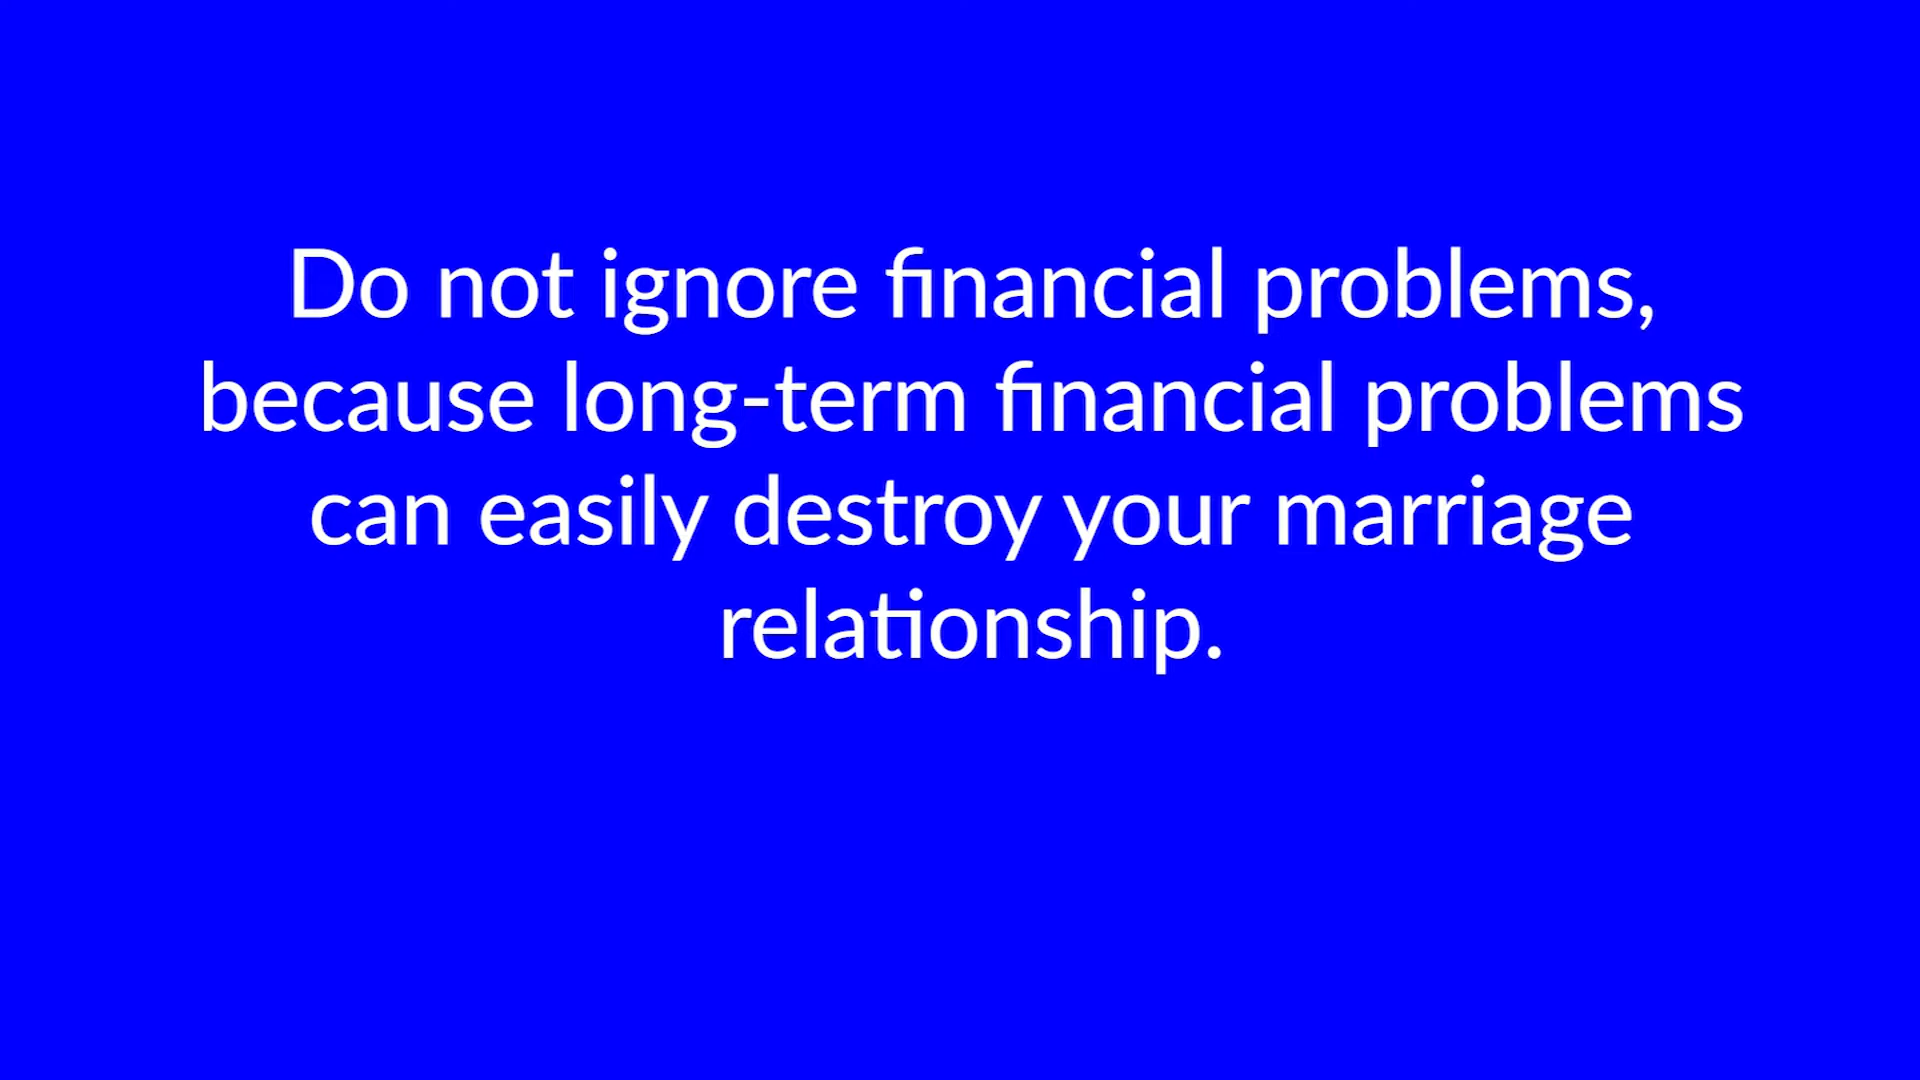 Do not ignore financial problems,
because long-term financial problems
can easily destroy your marriage
relationship.